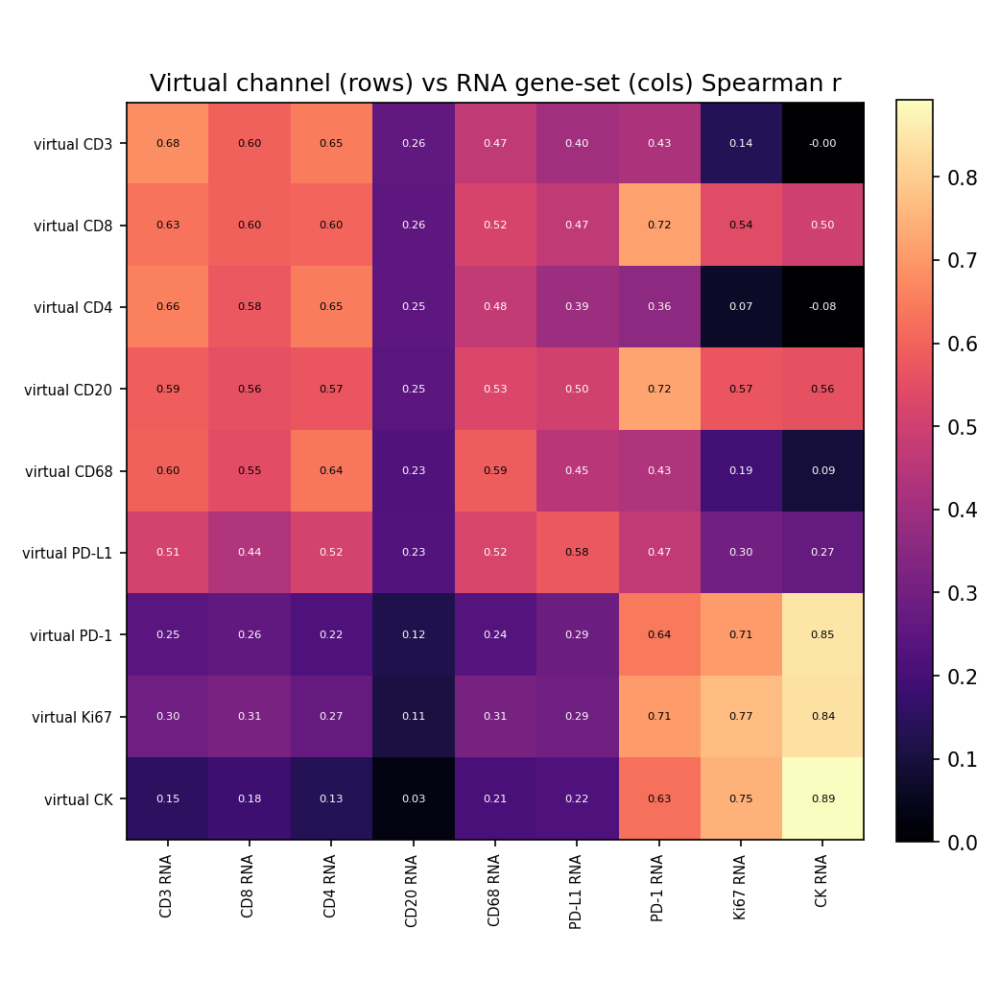 Virtual channel (rows) vs RNA gene-set (cols) Spearman r
virtual CD3 0.68 0.60 0.65 0.26 0.47 0.40 0.43 0.14 -0.00
virtual CD8 0.63 0.60 0.60 0.26 0.52 0.47 0.72 0.54 0.50
virtual CD4 0.66 0.58 0.65 0.25 0.48 0.39 0.36 0.07 -0.08
virtual CD20 0.59 0.56 0.57 0.25 0.53 0.50 0.72 0.57 0.56
virtual CD68 0.60 0.55 0.64 0.23 0.59 0.45 0.43 0.19 0.09
virtual PD-L1 0.51 0.44 0.52 0.23 0.52 0.58 0.47 0.30 0.27
virtual PD-1 0.25 0.26 0.22 0.12 0.24 0.29 0.64 0.71 0.85
virtual Ki67 0.30 0.31 0.27 0.11 0.31 0.29 0.71 0.77 0.84
virtual CK 0.15 0.18 0.13 0.03 0.21 0.22 0.63 0.75 0.89
CD3 RNA
CD8 RNA
CD4 RNA
CD20 RNA
CD68 RNA
PD-L1 RNA
PD-1 RNA
Ki67 RNA
CK RNA
0.8
0.7
0.6
0.5
0.4
0.3
0.2
0.1
0.0